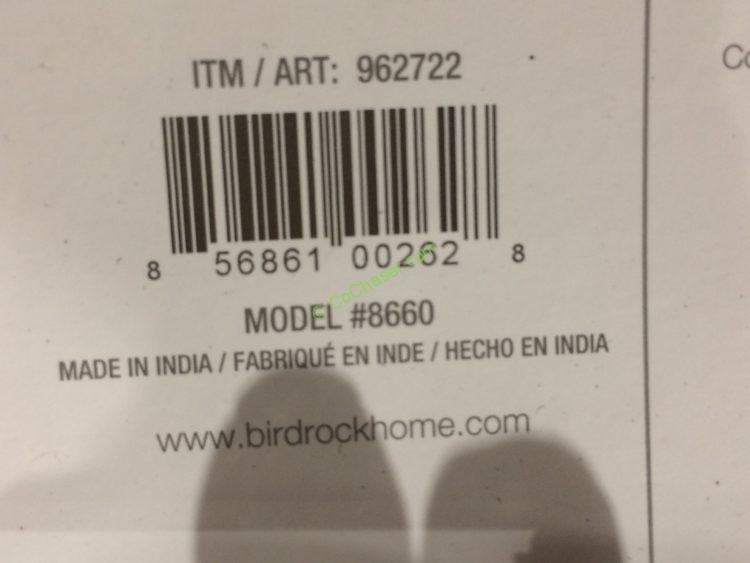 ITM / ART: 962722
8 56861 00262 8
MODEL #8660
MADE IN INDIA / FABRIQUÉ EN INDE / HECHO EN INDIA
www.birdrockhome.com
Co